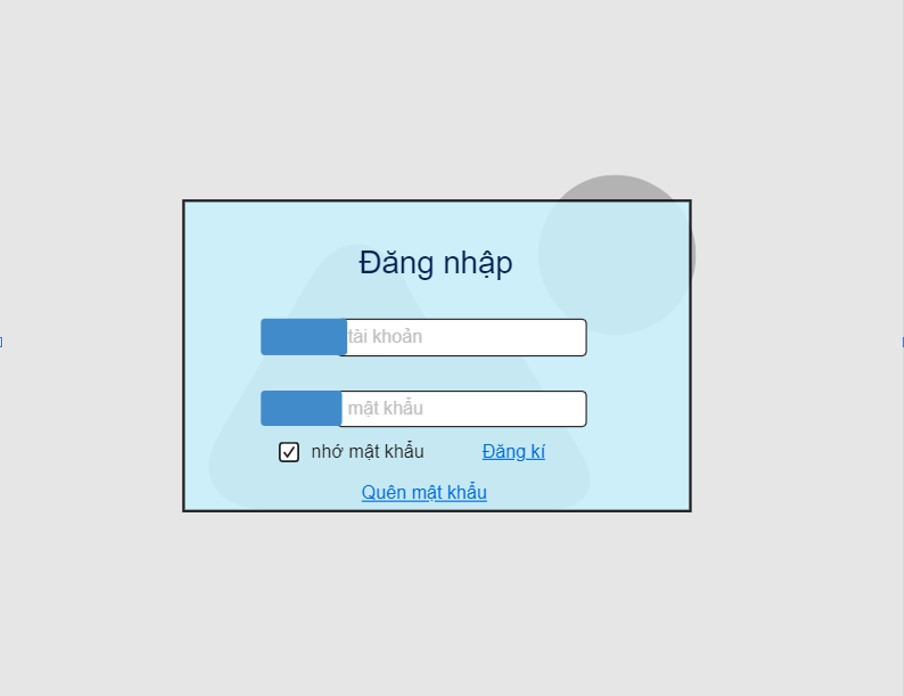 Đăng nhập
tài khoản
mật khẩu
nhớ mật khẩu Đăng kí
Quên mật khẩu